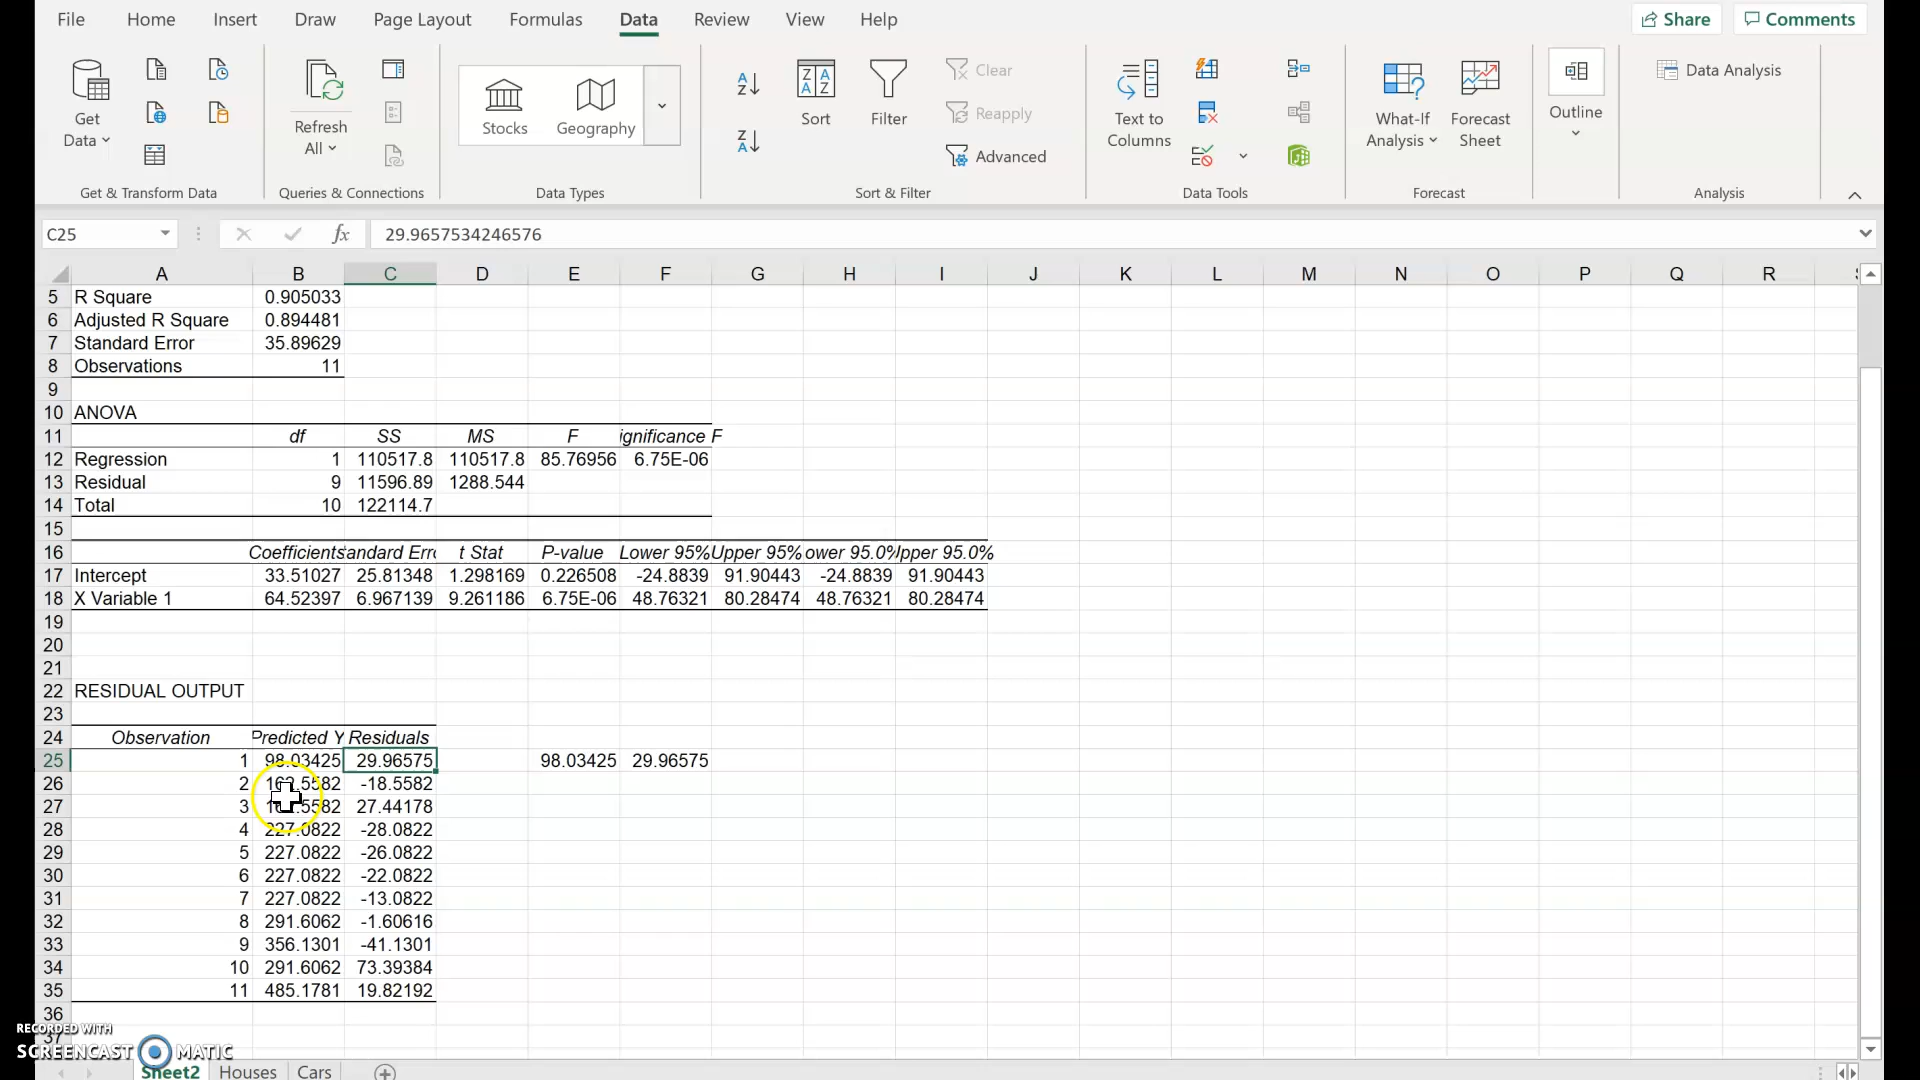 File Home Insert Draw Page Layout Formulas Data Review View Help Share Comments
Get Data
Refresh All
Stocks Geography
Sort Filter
Clear
Reapply
Advanced
Text to Columns
What-If Analysis
Forecast Sheet
Outline
Data Analysis
Get & Transform Data Queries & Connections Data Types Sort & Filter Data Tools Forecast Analysis
C25 fx 29.9657534246576
A B C D E F G H I J K L M N O P Q R
5 R Square 0.905033
6 Adjusted R Square 0.894481
7 Standard Error 35.89629
8 Observations 11
9
10 ANOVA
11 df SS MS F ignificance F
12 Regression 1 110517.8 110517.8 85.76956 6.75E-06
13 Residual 9 11596.89 1288.544
14 Total 10 122114.7
15
16 Coefficients tandard Erro t Stat P-value Lower 95% Upper 95% ower 95.0% Upper 95.0%
17 Intercept 33.51027 25.81348 1.298169 0.226508 -24.8839 91.90443 -24.8839 91.90443
18 X Variable 1 64.52397 6.967139 9.261186 6.75E-06 48.76321 80.28474 48.76321 80.28474
19
20
21
22 RESIDUAL OUTPUT
23
24 Observation Predicted Y Residuals
25 1 98.03425 29.96575 98.03425 29.96575
26 2 162.5582 -18.5582
27 3 162.5582 27.44178
28 4 227.0822 -28.0822
29 5 227.0822 -26.0822
30 6 227.0822 -22.0822
31 7 227.0822 -13.0822
32 8 291.6062 -1.60616
33 9 356.1301 -41.1301
34 10 291.6062 73.39384
35 11 485.1781 19.82192
36
37
RECORDED WITH
SCREENCAST MATIC
Sheet2 Houses Cars